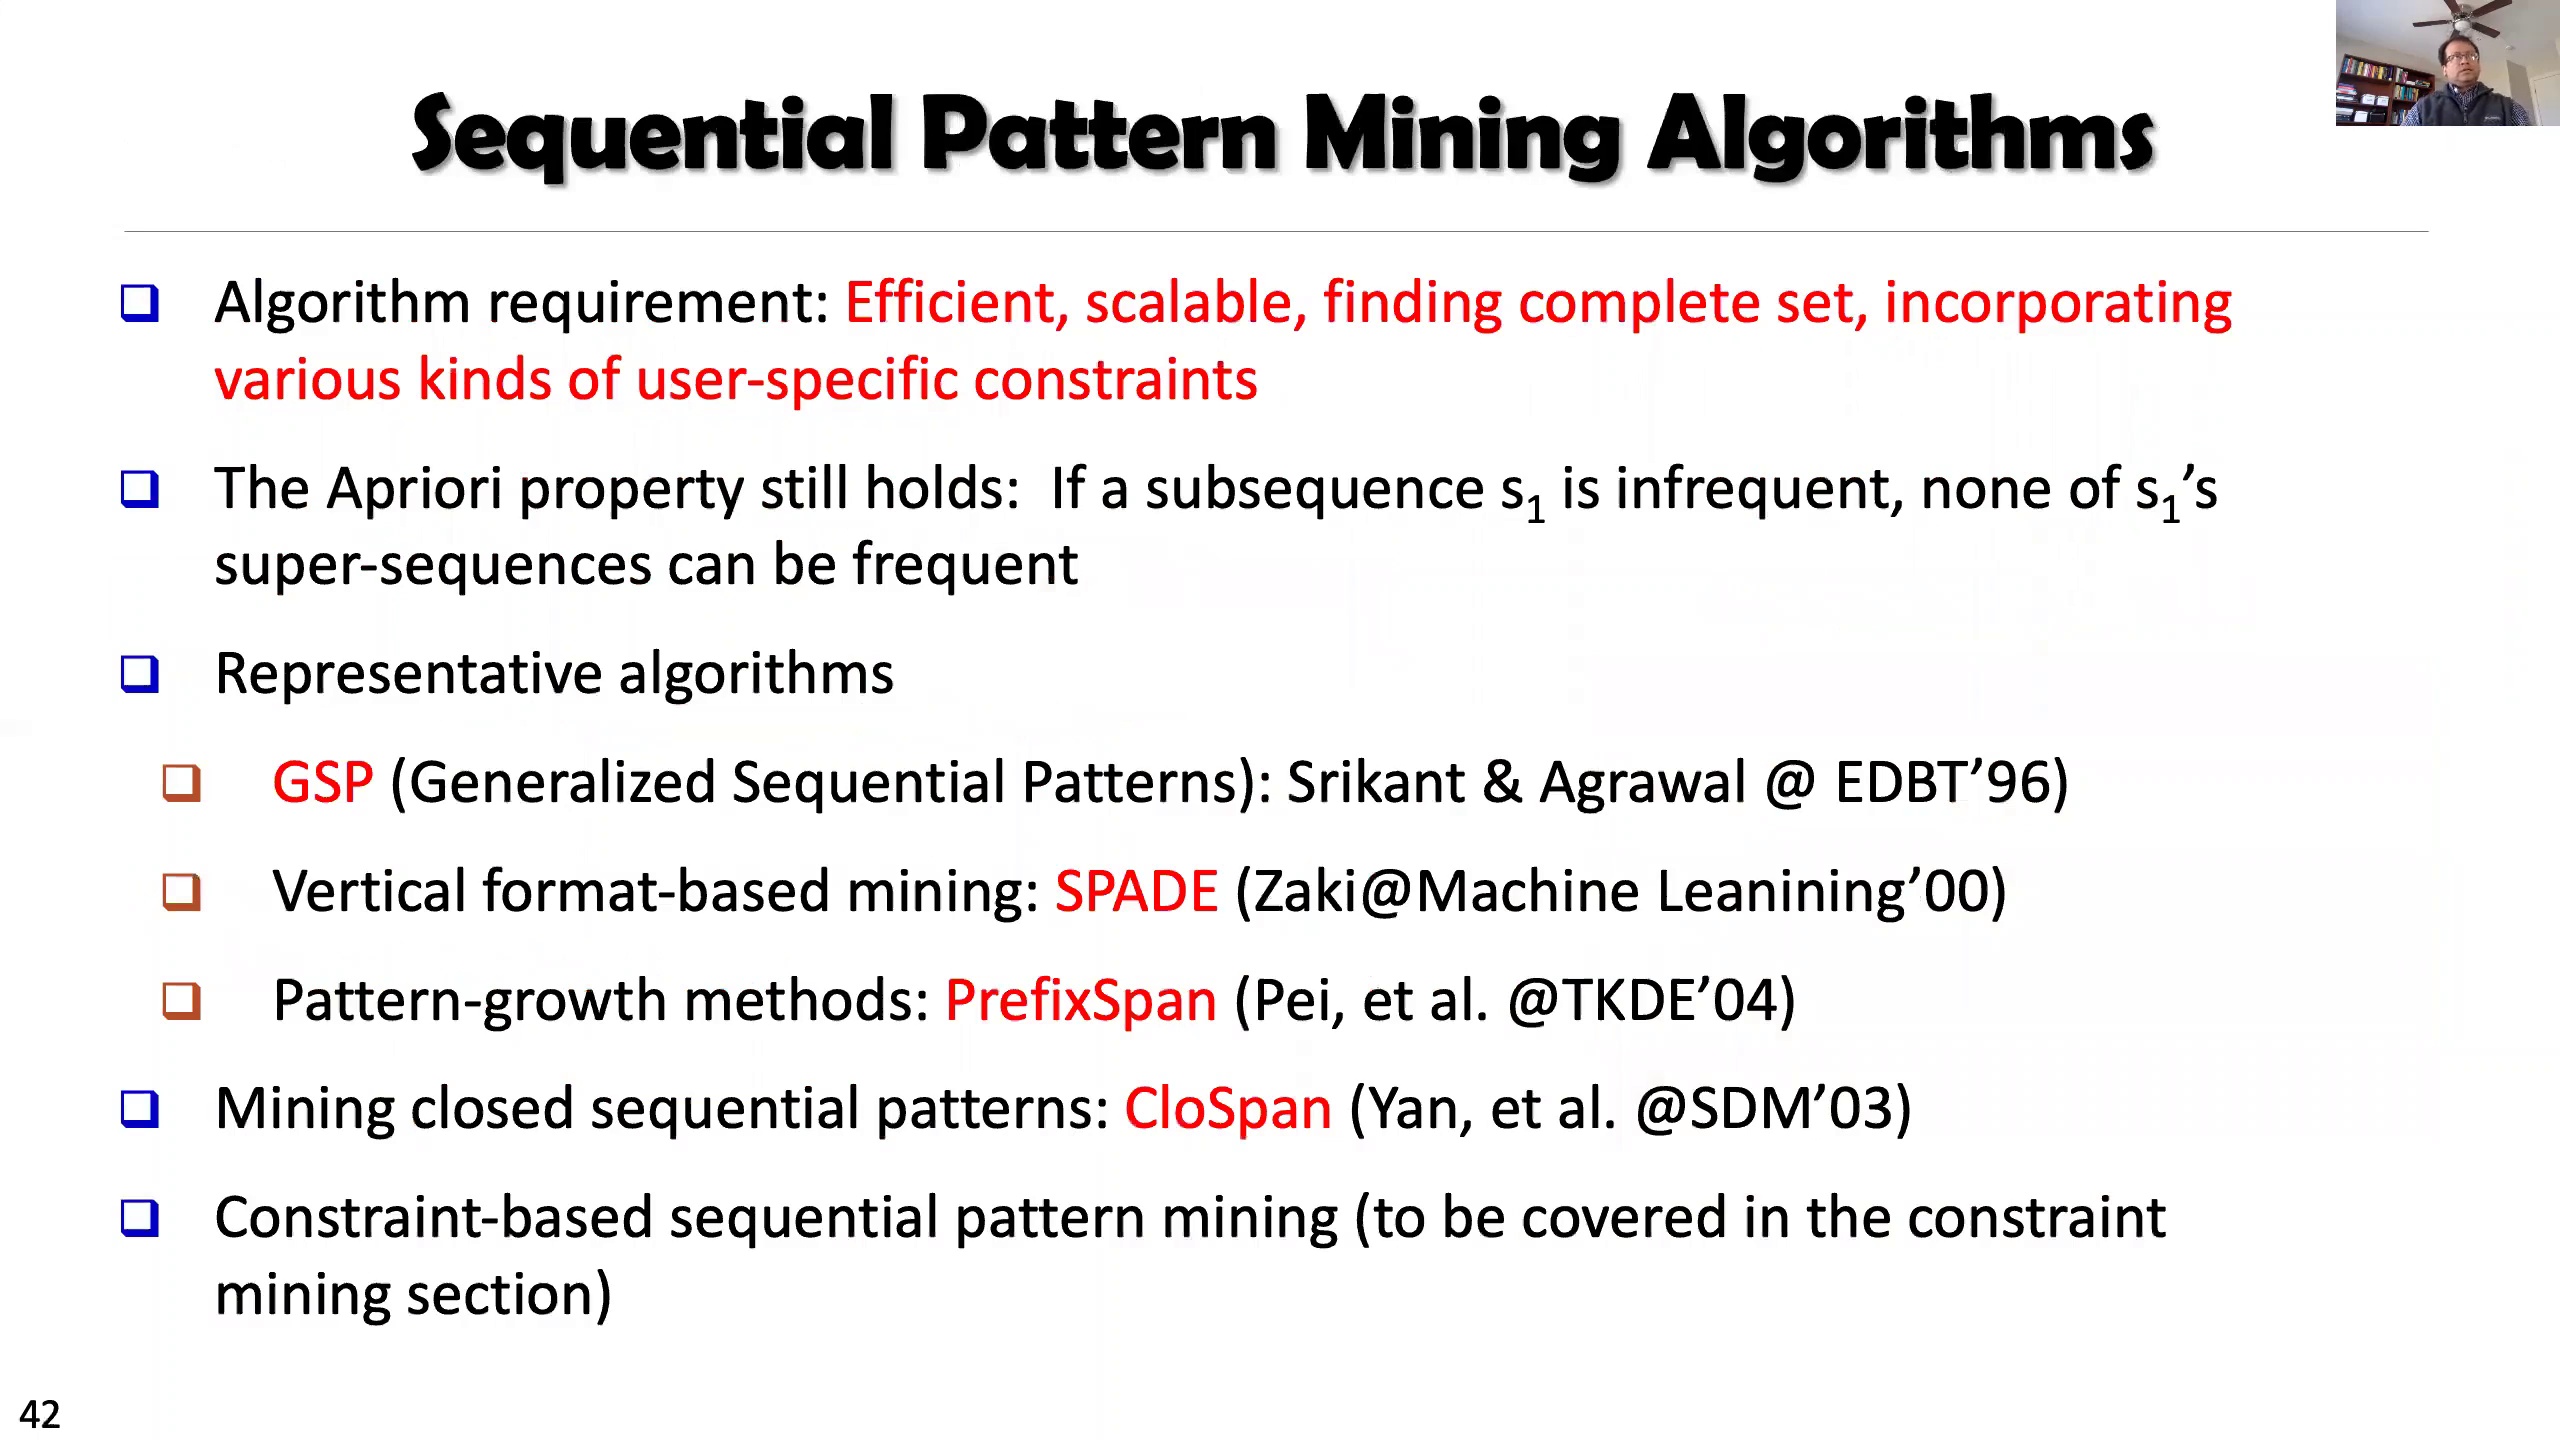 Sequential Pattern Mining Algorithms
Algorithm requirement: Efficient, scalable, finding complete set, incorporating
various kinds of user-specific constraints
The Apriori property still holds:  If a subsequence s₁ is infrequent, none of s₁’s
super-sequences can be frequent
Representative algorithms
GSP (Generalized Sequential Patterns): Srikant & Agrawal @ EDBT’96)
Vertical format-based mining: SPADE (Zaki@Machine Leanining’00)
Pattern-growth methods: PrefixSpan (Pei, et al. @TKDE’04)
Mining closed sequential patterns: CloSpan (Yan, et al. @SDM’03)
Constraint-based sequential pattern mining (to be covered in the constraint
mining section)
42